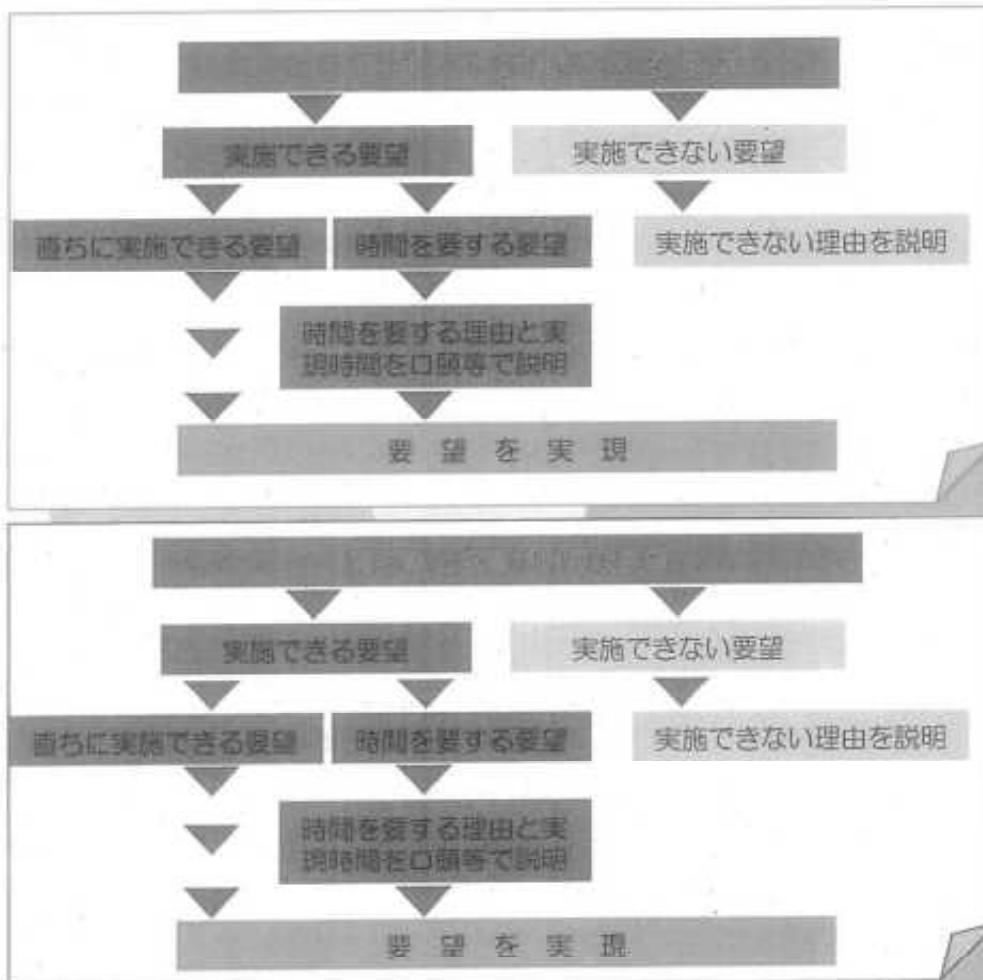 実施できる要望
実施できない要望
直ちに実施できる要望
時間を要する要望
実施できない理由を説明
時間を要する理由と実
現時間を口頭等で説明
要望を実現
実施できる要望
実施できない要望
直ちに実施できる要望
時間を要する要望
実施できない理由を説明
時間を要する理由と実
現時間を口頭等で説明
要望を実現